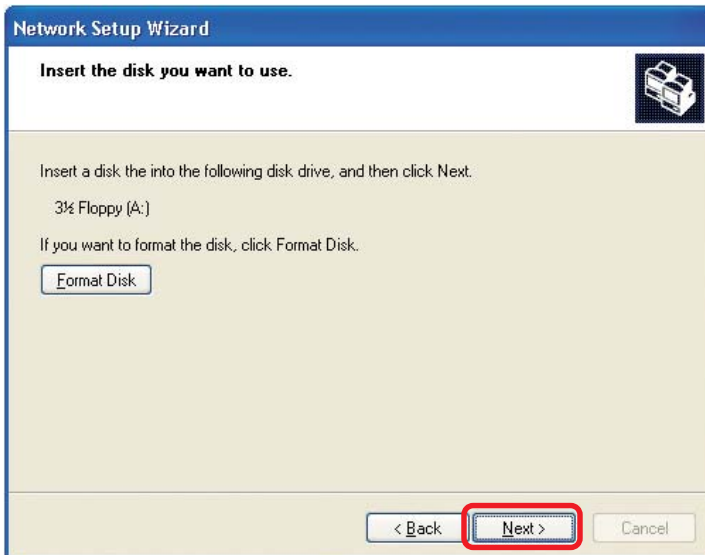 Network Setup Wizard
Insert the disk you want to use.
Insert a disk the into the following disk drive, and then click Next.
3½ Floppy (A:)
If you want to format the disk, click Format Disk.
Format Disk
< Back
Next >
Cancel